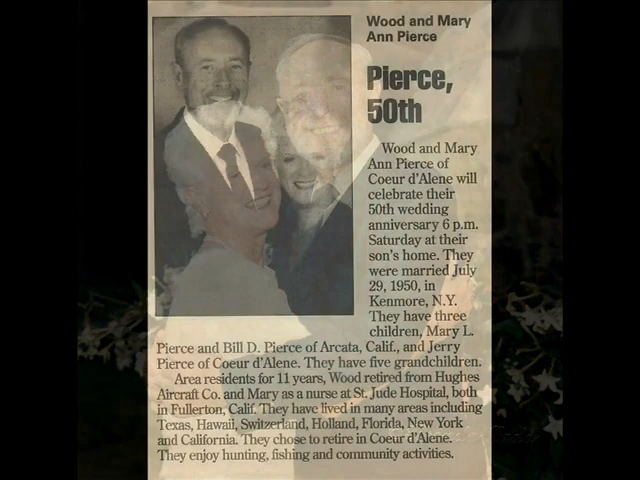 Wood and Mary
Ann Pierce
Pierce,
50th
Wood and Mary
Ann Pierce of
Coeur d'Alene will
celebrate their
50th wedding
anniversary 6 p.m.
Saturday at their
son's home. They
were married July
29, 1950, in
Kenmore, N.Y.
They have three
children, Mary L.
Pierce and Bill D. Pierce of Arcata, Calif., and Jerry
Pierce of Coeur d'Alene. They have five grandchildren.
Area residents for 11 years, Wood retired from Hughes
Aircraft Co. and Mary as a nurse at St. Jude Hospital, both
in Fullerton, Calif. They have lived in many areas including
Texas, Hawaii, Switzerland, Holland, Florida, New York
and California. They chose to retire in Coeur d'Alene.
They enjoy hunting, fishing and community activities.